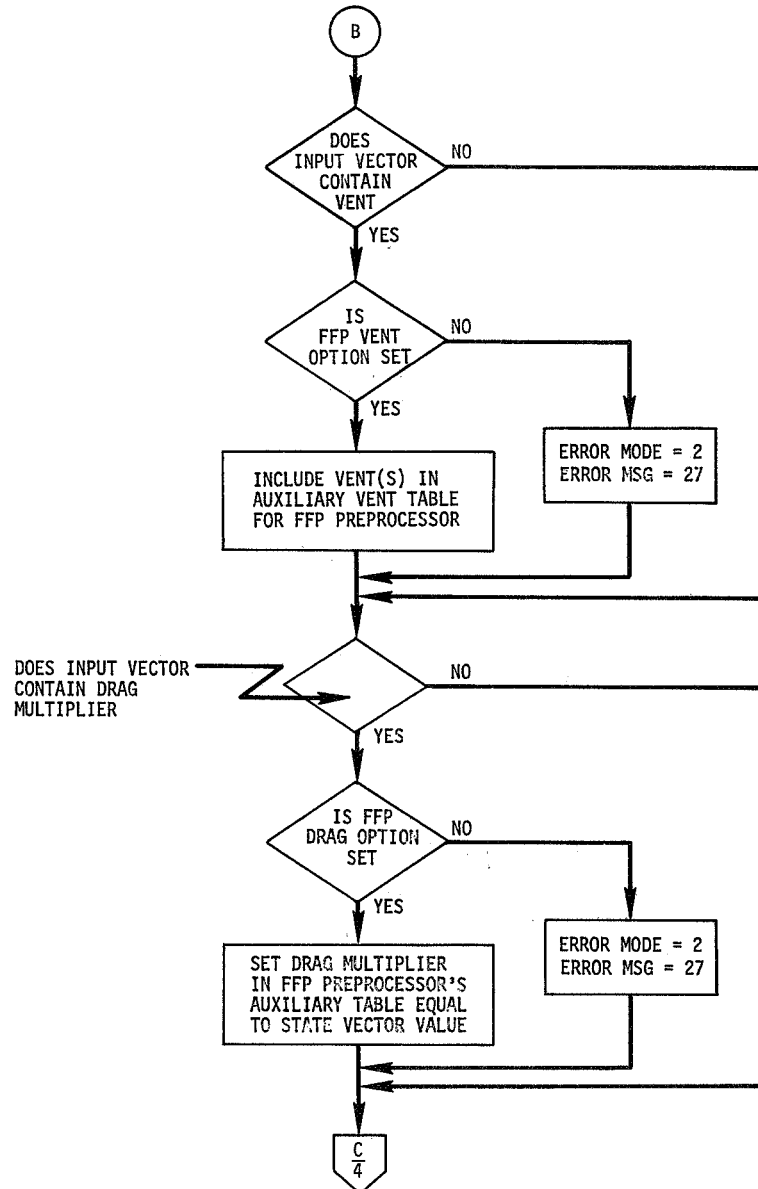 B
DOES
INPUT VECTOR
CONTAIN
VENT
NO
YES
IS
FFP VENT
OPTION SET
NO
YES
INCLUDE VENT(S) IN
AUXILIARY VENT TABLE
FOR FFP PREPROCESSOR
ERROR MODE = 2
ERROR MSG = 27
DOES INPUT VECTOR
CONTAIN DRAG
MULTIPLIER
NO
YES
IS FFP
DRAG OPTION
SET
NO
YES
SET DRAG MULTIPLIER
IN FFP PREPROCESSOR'S
AUXILIARY TABLE EQUAL
TO STATE VECTOR VALUE
ERROR MODE = 2
ERROR MSG = 27
C
4